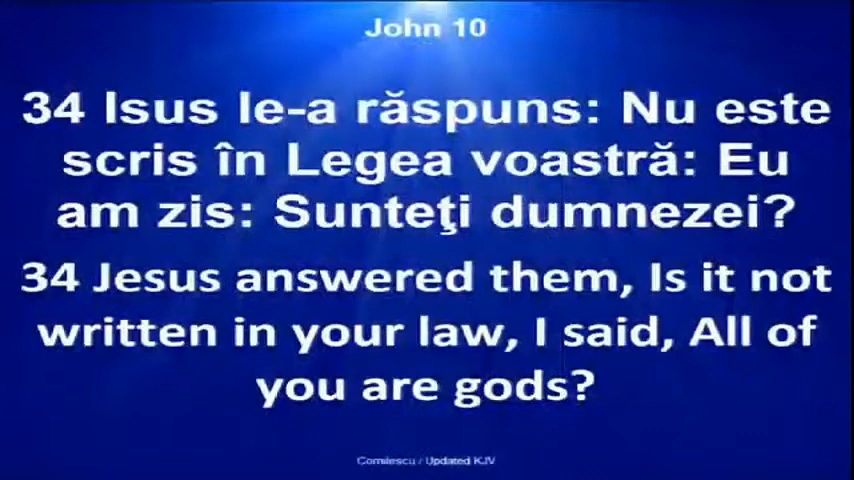 John 10
34 Isus le-a răspuns: Nu este
scris în Legea voastră: Eu
am zis: Sunteţi dumnezei?
34 Jesus answered them, Is it not
written in your law, I said, All of
you are gods?
Cornilescu / Updated KJV